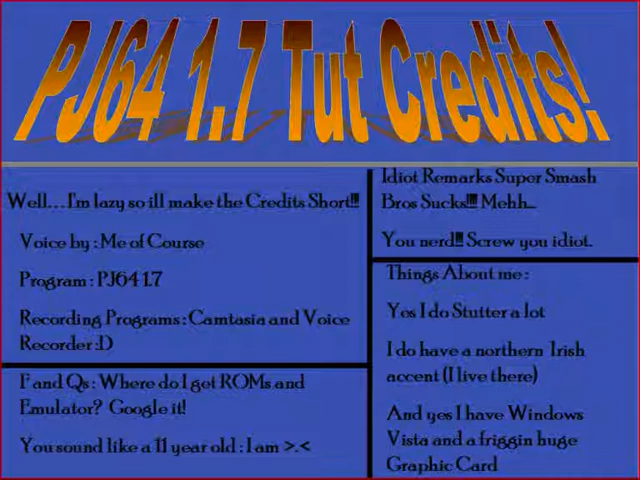 PJ64 1.7 Tut Credits!
Well... I'm lazy so ill make the Credits Short!!!
Voice by : Me of Course
Program : PJ64 1.7
Recording Programs : Camtasia and Voice
Recorder :D
F and Qs : Where do I get ROMs and
Emulator? Google it!
You sound like a 11 year old : I am >.<
Idiot Remarks Super Smash
Bros Sucks!!!! Mehh...
You nerd!!! Screw you idiot.
Things About me :
Yes I do Stutter a lot
I do have a northern Irish
accent (I live there)
And yes I have Windows
Vista and a friggin huge
Graphic Card